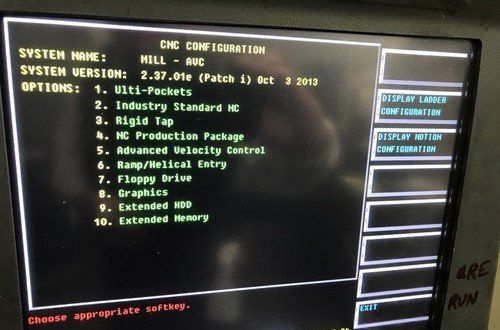 CNC CONFIGURATION
SYSTEM NAME: MILL - AVC
SYSTEM VERSION: 2.37.01e (Patch i) Oct 3 2013
OPTIONS: 1. Ulti-Pockets
2. Industry Standard NC
3. Rigid Tap
4. NC Production Package
5. Advanced Velocity Control
6. Ramp/Helical Entry
7. Floppy Drive
8. Graphics
9. Extended HDD
10. Extended Memory
DISPLAY LADDER
CONFIGURATION
DISPLAY MOTION
CONFIGURATION
EXIT
Choose appropriate softkey.
RUN